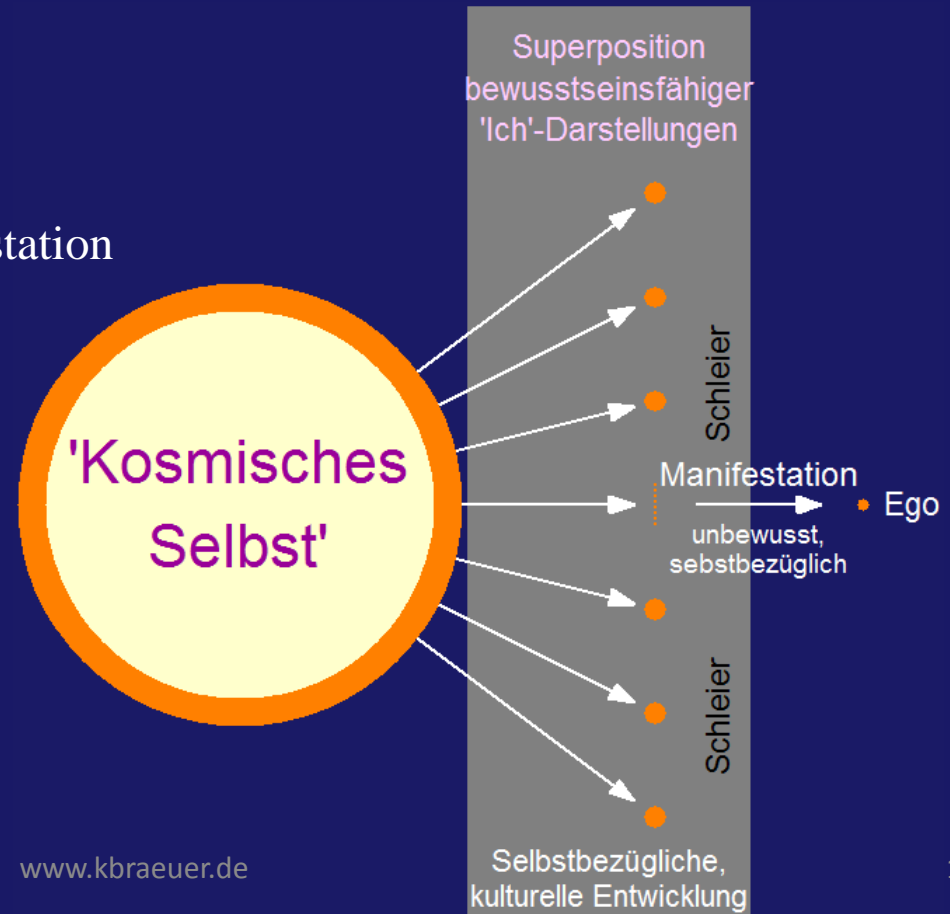 Superposition
bewusstseinsfähiger
'Ich'-Darstellungen
station
Schleier
'Kosmisches
Selbst'
Manifestation
Ego
unbewusst,
sebstbezüglich
Schleier
www.kbraeuer.de
Selbstbezügliche,
kulturelle Entwicklung